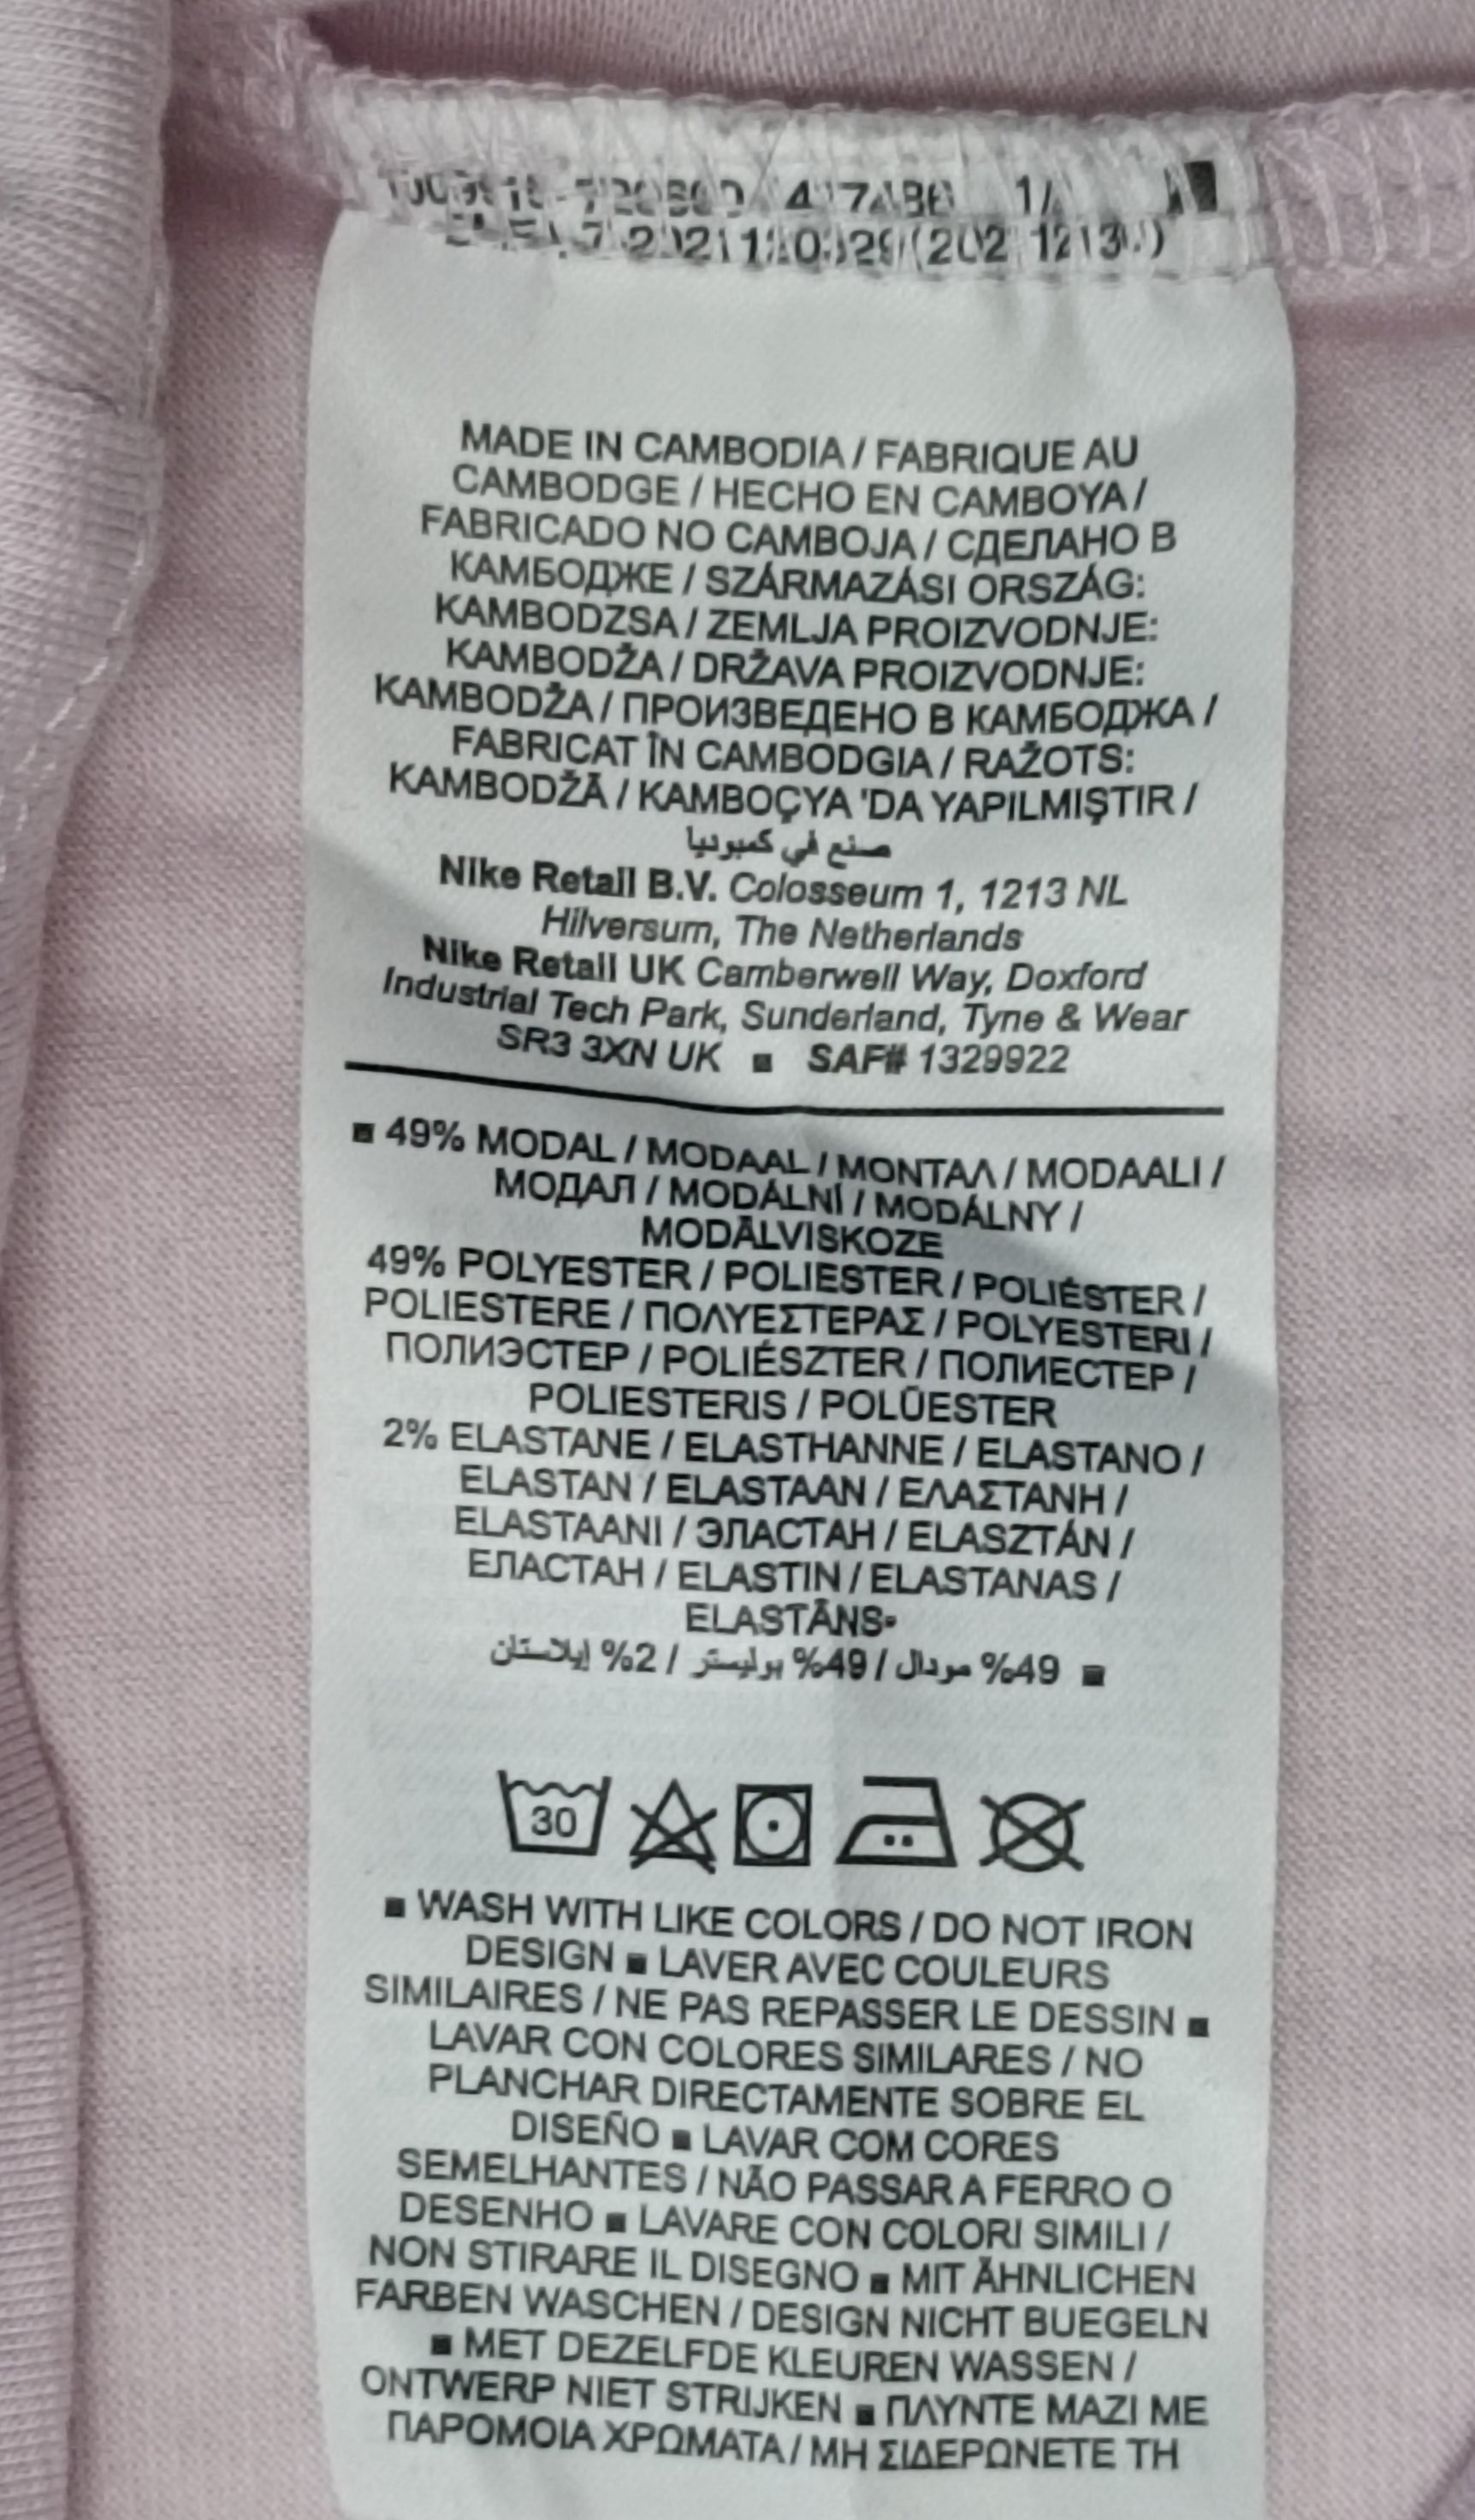 MADE IN CAMBODIA / FABRIQUE AU
CAMBODGE / HECHO EN CAMBOYA /
FABRICADO NO CAMBOJA / СДЕЛАНО В
КАМБОДЖЕ / SZÁRMAZÁSI ORSZÁG:
KAMBODZSA / ZEMLJA PROIZVODNJE:
KAMBODŽA / DRŽAVA PROIZVODNJE:
KAMBODŽA / ПРОИЗВЕДЕНО В КАМБОДЖА /
FABRICAT ÎN CAMBODGIA / RAŽOTS:
KAMBODŽĀ / KAMBOÇYA 'DA YAPILMIŞTIR /
صنع في كمبوديا
Nike Retail B.V. Colosseum 1, 1213 NL
Hilversum, The Netherlands
Nike Retail UK Camberwell Way, Doxford
Industrial Tech Park, Sunderland, Tyne & Wear
SR3 3XN UK ▪ SAF# 1329922
▪ 49% MODAL / MODAAL / ΜΟΝΤΑΛ / MODAALI /
МОДАЛ / MODÁLNÍ / MODÁLNY /
MODĀLVISKOZE
49% POLYESTER / POLIESTER / POLIÉSTER /
POLIESTERE / ΠΟΛΥΕΣΤΕΡΑΣ / POLYESTERI /
ПОЛИЭСТЕР / POLIÉSZTER / ПОЛИЕСТЕР /
POLIESTERIS / POLÜESTER
2% ELASTANE / ELASTHANNE / ELASTANO /
ELASTAN / ELASTAAN / ΕΛΑΣΤΑΝΗ /
ELASTAANI / ЭЛАСТАН / ELASZTÁN /
ЕЛАСТАН / ELASTIN / ELASTANAS /
ELASTĀNS▪
▪ 49% مودال / 49% بوليستر / 2% إيلاستان
30
▪ WASH WITH LIKE COLORS / DO NOT IRON
DESIGN ▪ LAVER AVEC COULEURS
SIMILAIRES / NE PAS REPASSER LE DESSIN ▪
LAVAR CON COLORES SIMILARES / NO
PLANCHAR DIRECTAMENTE SOBRE EL
DISEÑO ▪ LAVAR COM CORES
SEMELHANTES / NÃO PASSAR A FERRO O
DESENHO ▪ LAVARE CON COLORI SIMILI /
NON STIRARE IL DISEGNO ▪ MIT ÄHNLICHEN
FARBEN WASCHEN / DESIGN NICHT BUEGELN
▪ MET DEZELFDE KLEUREN WASSEN /
ONTWERP NIET STRIJKEN ▪ ΠΛΥΝΤΕ ΜΑΖΙ ΜΕ
ΠΑΡΟΜΟΙΑ ΧΡΩΜΑΤΑ / ΜΗ ΣΙΔΕΡΩΝΕΤΕ ΤΗ